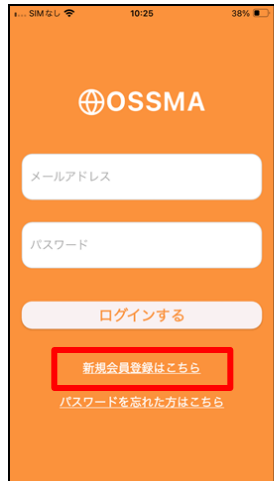 SIMなし 10:25 38%
OSSMA
メールアドレス
パスワード
ログインする
新規会員登録はこちら
パスワードを忘れた方はこちら